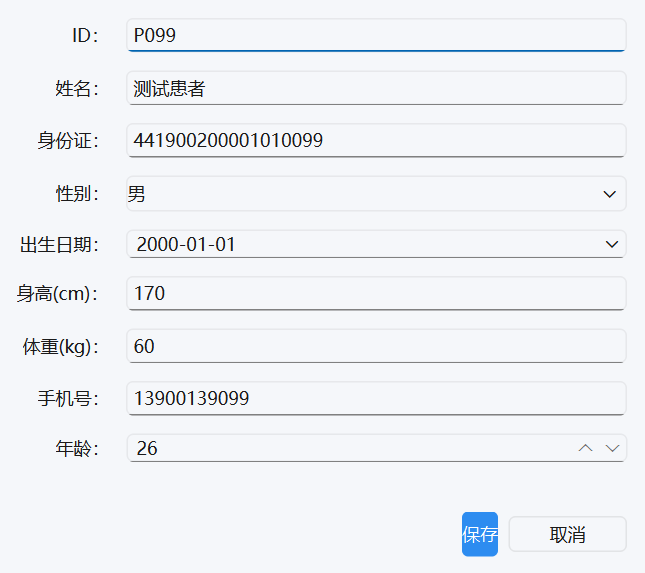 ID： P099
姓名： 测试患者
身份证： 441900200001010099
性别： 男
出生日期： 2000-01-01
身高(cm)： 170
体重(kg)： 60
手机号： 13900139099
年龄： 26
保存 取消